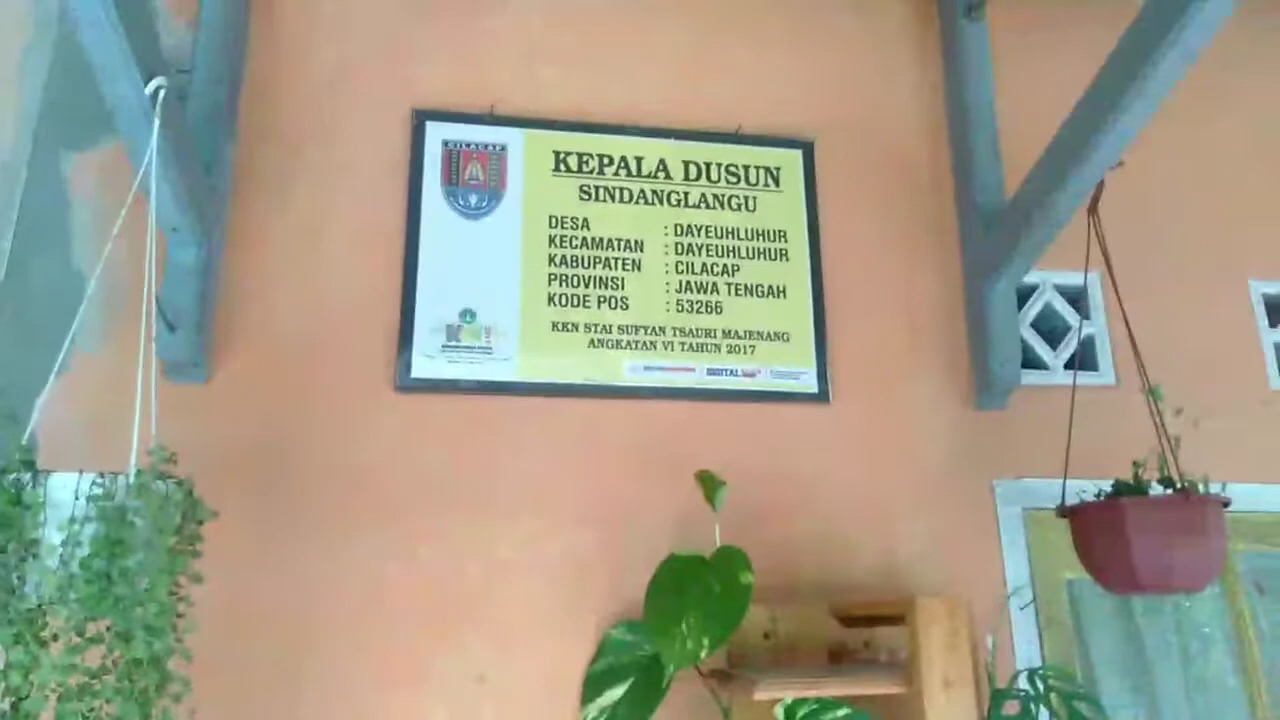 CILACAP
KEPALA DUSUN
SINDANGLANGU
DESA : DAYEUHLUHUR
KECAMATAN : DAYEUHLUHUR
KABUPATEN : CILACAP
PROVINSI : JAWA TENGAH
KODE POS : 53266
KKN STAI SUFYAN TSAURI MAJENANG
ANGKATAN VI TAHUN 2017